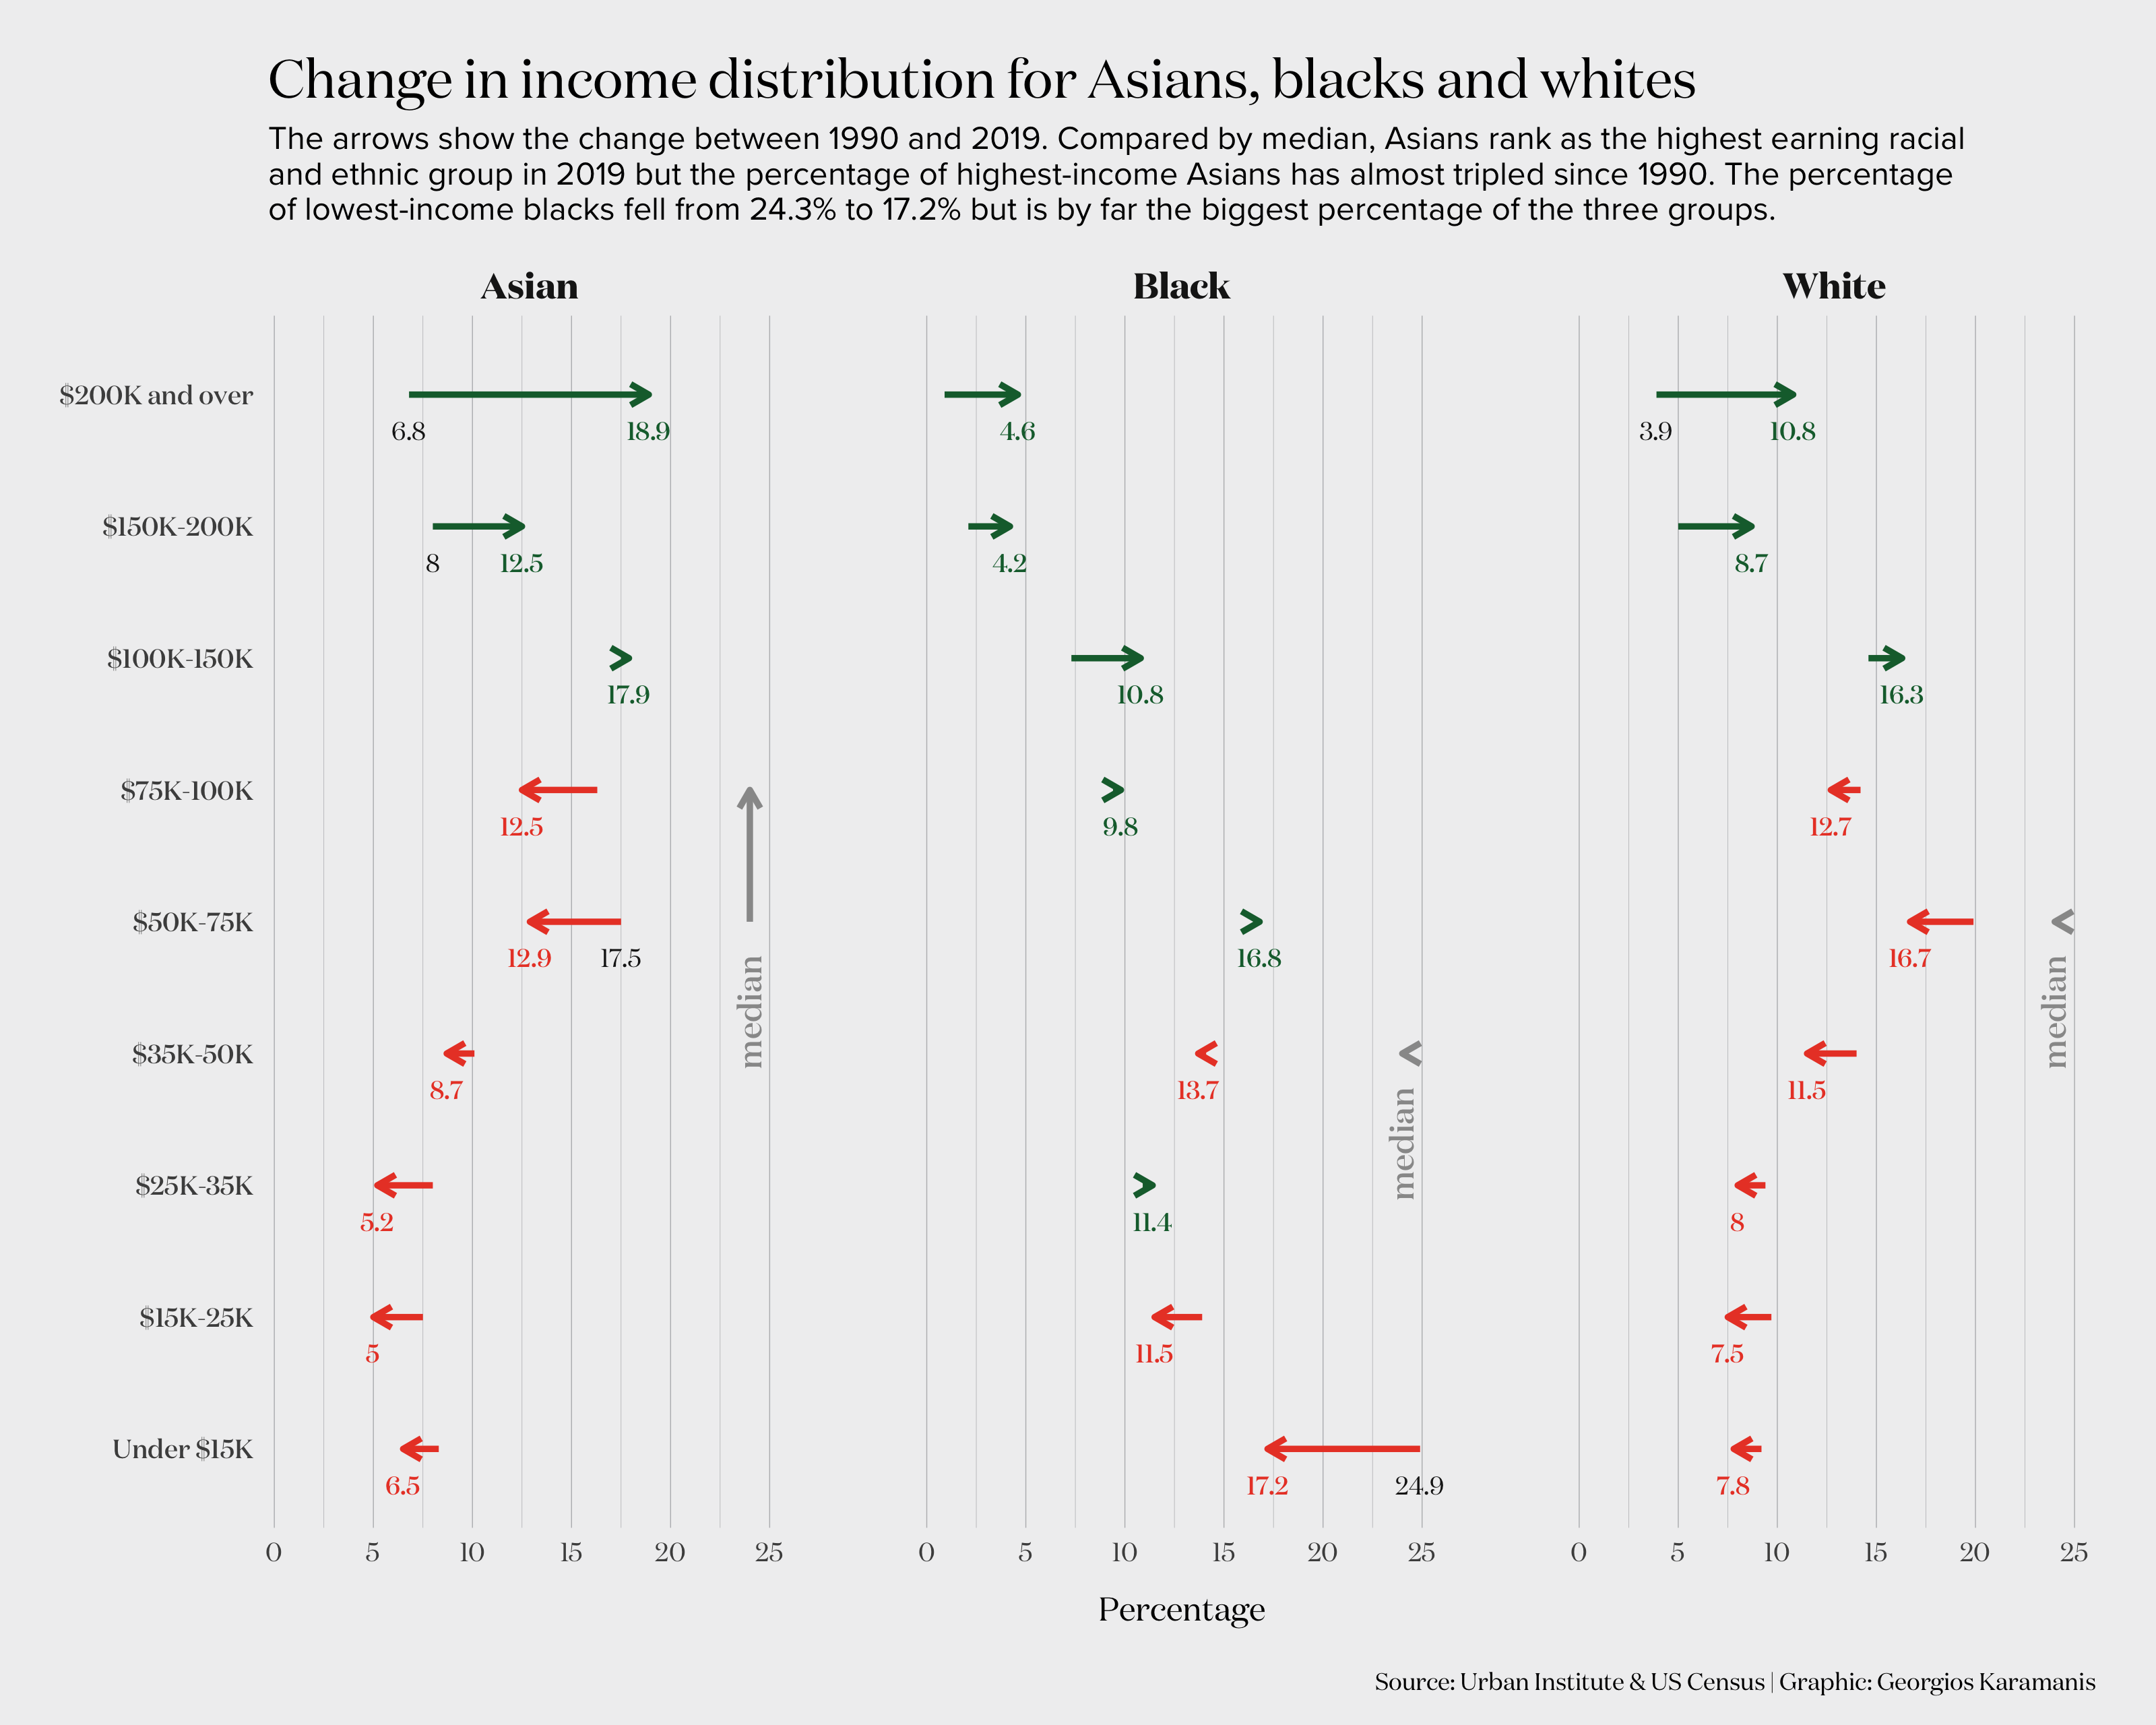 Change in income distribution for Asians, blacks and whites
The arrows show the change between 1990 and 2019. Compared by median, Asians rank as the highest earning racial
and ethnic group in 2019 but the percentage of highest-income Asians has almost tripled since 1990. The percentage
of lowest-income blacks fell from 24.3% to 17.2% but is by far the biggest percentage of the three groups.
Asian Black White
$200K and over
6.8 18.9 4.6 3.9 10.8
$150K-200K
8 12.5 4.2 8.7
$100K-150K
17.9 10.8 16.3
$75K-100K
12.5 9.8 12.7
$50K-75K
12.9 17.5 16.8 16.7
median
median
$35K-50K
8.7 13.7 11.5
median
$25K-35K
5.2 11.4 8
$15K-25K
5 11.5 7.5
Under $15K
6.5 17.2 24.9 7.8
0 5 10 15 20 25 0 5 10 15 20 25 0 5 10 15 20 25
Percentage
Source: Urban Institute & US Census | Graphic: Georgios Karamanis